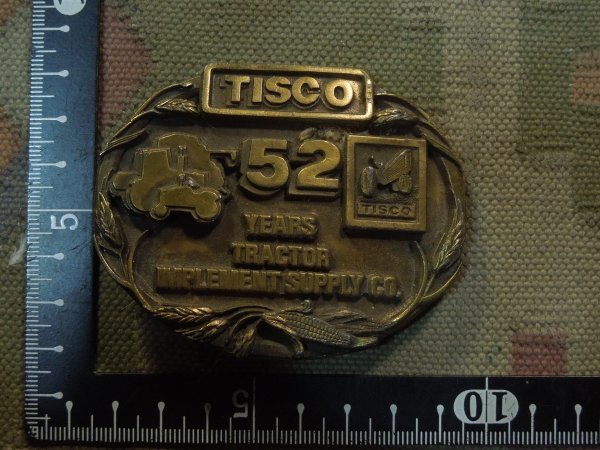 TISCO
52
TISCO
YEARS
TRACTOR
IMPLEMENT SUPPLY CO.
5
5
10